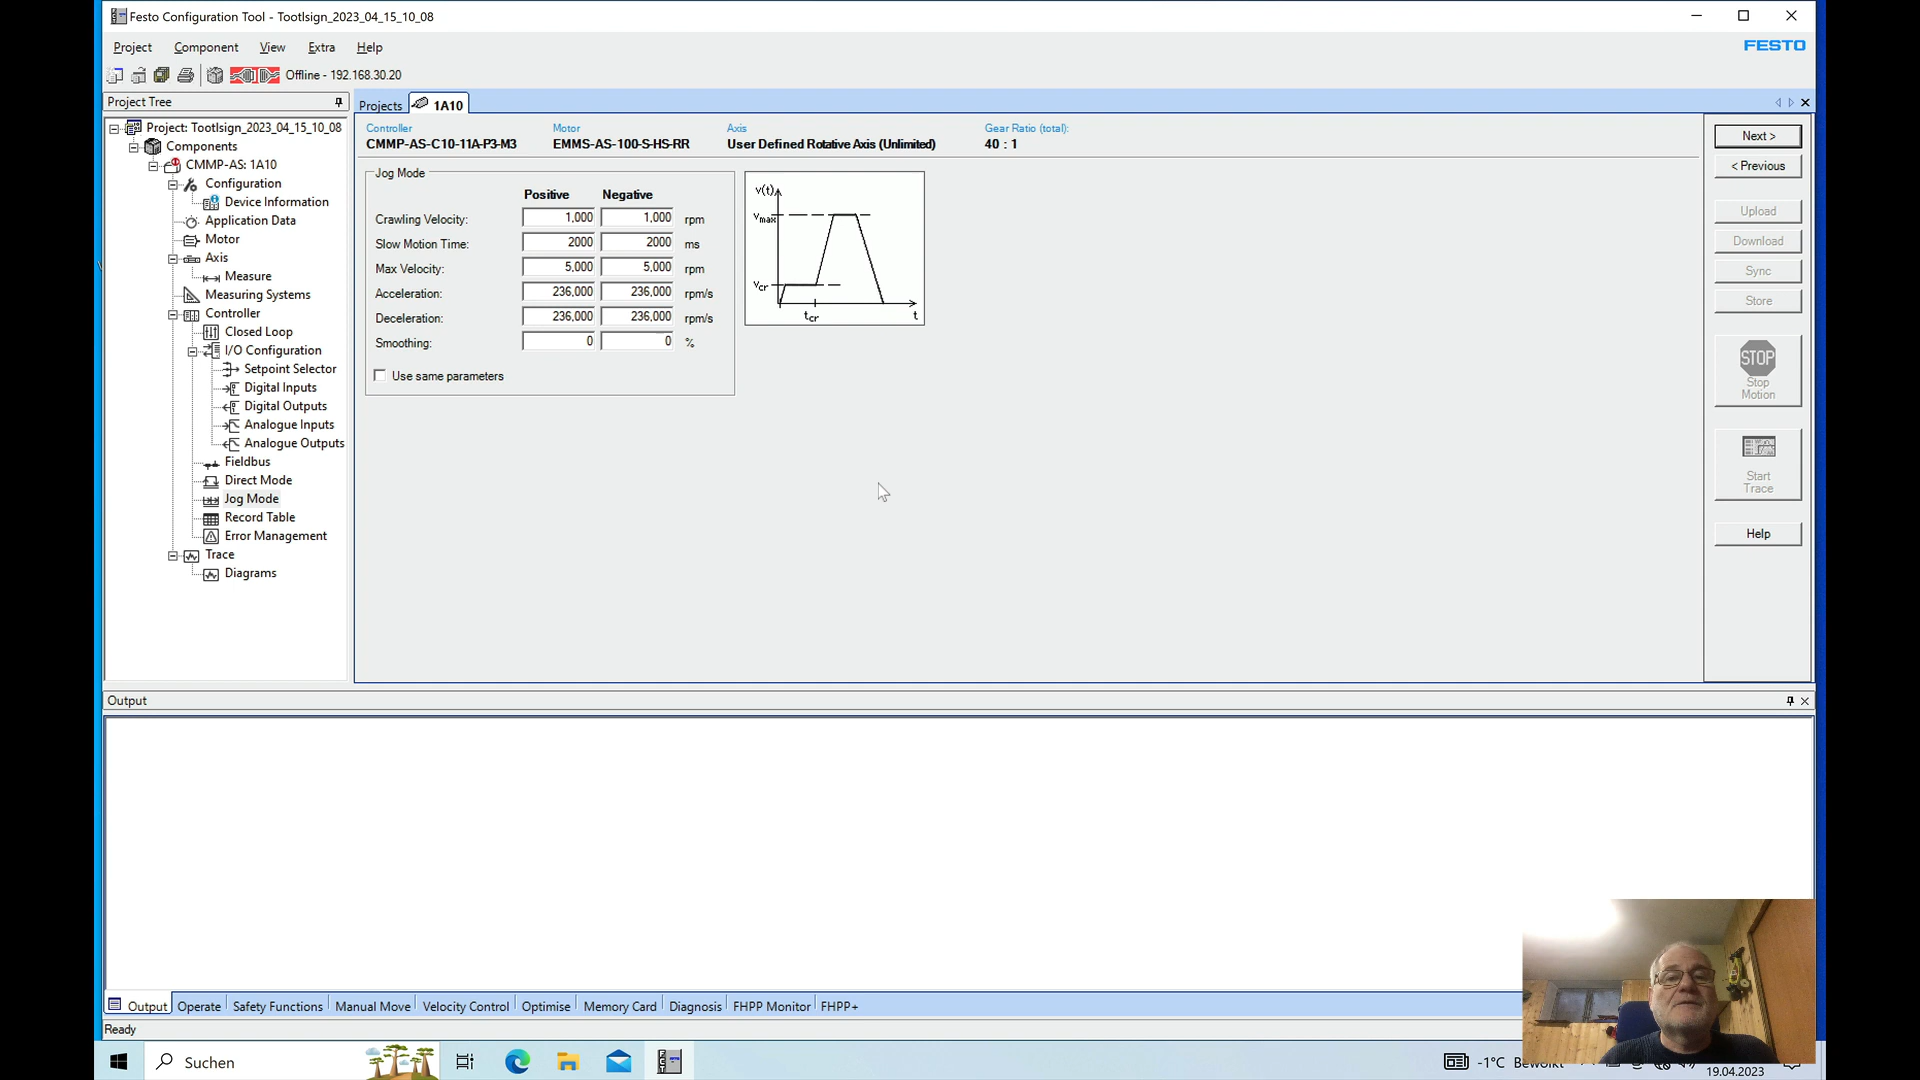 Festo Configuration Tool - Tootlsign_2023_04_15_10_08
Project Component View Extra Help
FESTO
Offline - 192.168.30.20
Project Tree
Project: Tootlsign_2023_04_15_10_08
Components
CMMP-AS: 1A10
Configuration
Device Information
Application Data
Motor
Axis
Measure
Measuring Systems
Controller
Closed Loop
I/O Configuration
Setpoint Selector
Digital Inputs
Digital Outputs
Analogue Inputs
Analogue Outputs
Fieldbus
Direct Mode
Jog Mode
Record Table
Error Management
Trace
Diagrams
Projects 1A10
Controller Motor Axis Gear Ratio (total):
CMMP-AS-C10-11A-P3-M3 EMMS-AS-100-S-HS-RR User Defined Rotative Axis (Unlimited) 40 : 1
Jog Mode
Positive Negative
Crawling Velocity: 1,000 1,000 rpm
Slow Motion Time: 2000 2000 ms
Max Velocity: 5,000 5,000 rpm
Acceleration: 236,000 236,000 rpm/s
Deceleration: 236,000 236,000 rpm/s
Smoothing: 0 0 %
Use same parameters
v(t)
vmax
vcr
tcr t
Next >
< Previous
Upload
Download
Sync
Store
STOP
Stop
Motion
Start
Trace
Help
Output
Output Operate Safety Functions Manual Move Velocity Control Optimise Memory Card Diagnosis FHPP Monitor FHPP+
Ready
Suchen
-1°C Bewölkt
19.04.2023